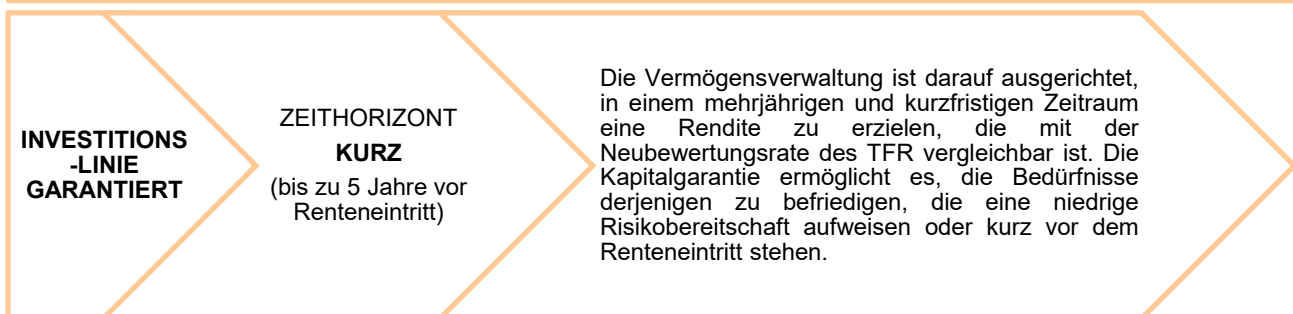 INVESTITIONS
-LINIE
GARANTIERT
ZEITHORIZONT
KURZ
(bis zu 5 Jahre vor
Renteneintritt)
Die Vermögensverwaltung ist darauf ausgerichtet,
in einem mehrjährigen und kurzfristigen Zeitraum
eine Rendite zu erzielen, die mit der
Neubewertungsrate des TFR vergleichbar ist. Die
Kapitalgarantie ermöglicht es, die Bedürfnisse
derjenigen zu befriedigen, die eine niedrige
Risikobereitschaft aufweisen oder kurz vor dem
Renteneintritt stehen.